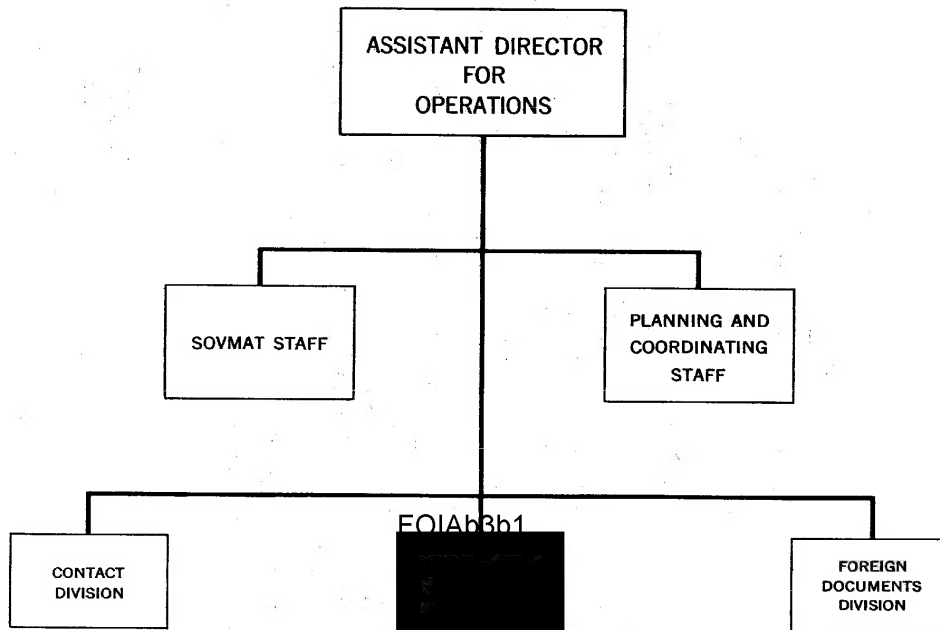 ASSISTANT DIRECTOR
FOR
OPERATIONS
SOVMAT STAFF
PLANNING AND
COORDINATING
STAFF
CONTACT
DIVISION
FOIAb3b1
FOREIGN
DOCUMENTS
DIVISION